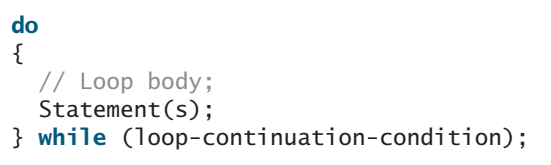 do
{
  // Loop body;
  Statement(s);
} while (loop-continuation-condition);